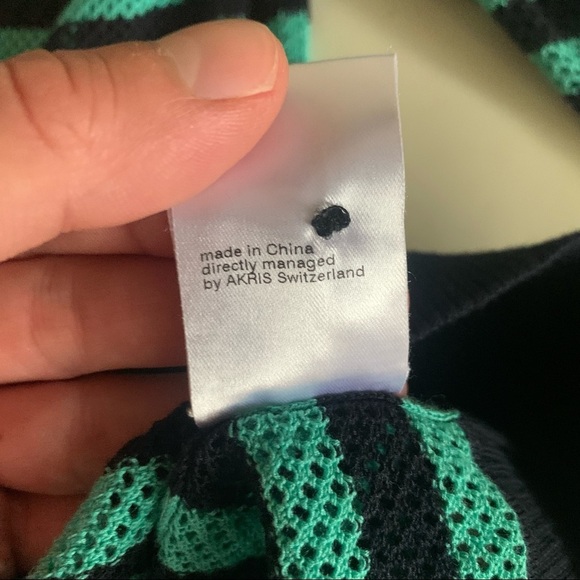 made in China
directly managed
by AKRIS Switzerland